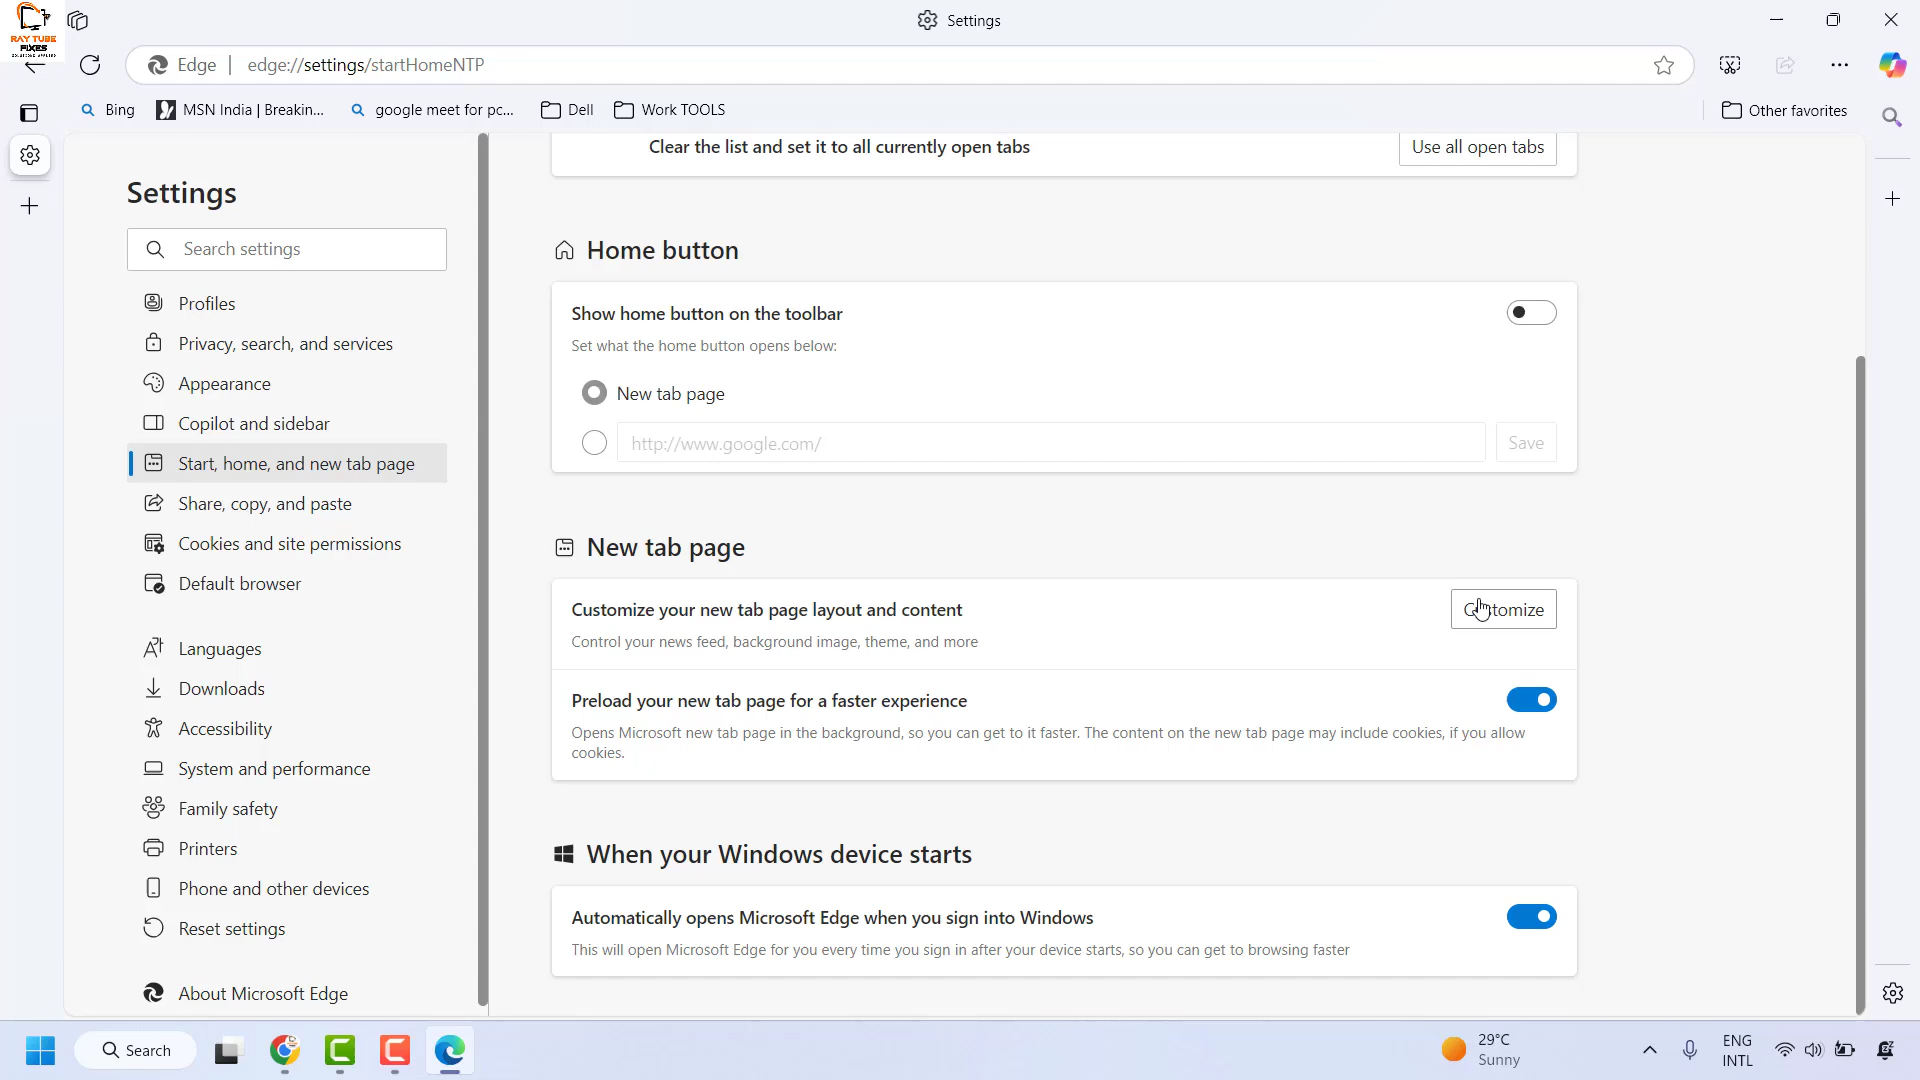 RAY TUBE
FIXES
Settings
Edge
edge://settings/startHomeNTP
Bing
MSN India | Breakin...
google meet for pc...
Dell
Work TOOLS
Other favorites
Settings
Search settings
Profiles
Privacy, search, and services
Appearance
Copilot and sidebar
Start, home, and new tab page
Share, copy, and paste
Cookies and site permissions
Default browser
Languages
Downloads
Accessibility
System and performance
Family safety
Printers
Phone and other devices
Reset settings
About Microsoft Edge
Clear the list and set it to all currently open tabs
Use all open tabs
Home button
Show home button on the toolbar
Set what the home button opens below:
New tab page
http://www.google.com/
Save
New tab page
Customize your new tab page layout and content
Customize
Control your news feed, background image, theme, and more
Preload your new tab page for a faster experience
Opens Microsoft new tab page in the background, so you can get to it faster. The content on the new tab page may include cookies, if you allow
cookies.
When your Windows device starts
Automatically opens Microsoft Edge when you sign into Windows
This will open Microsoft Edge for you every time you sign in after your device starts, so you can get to browsing faster
Search
29°C
Sunny
ENG
INTL